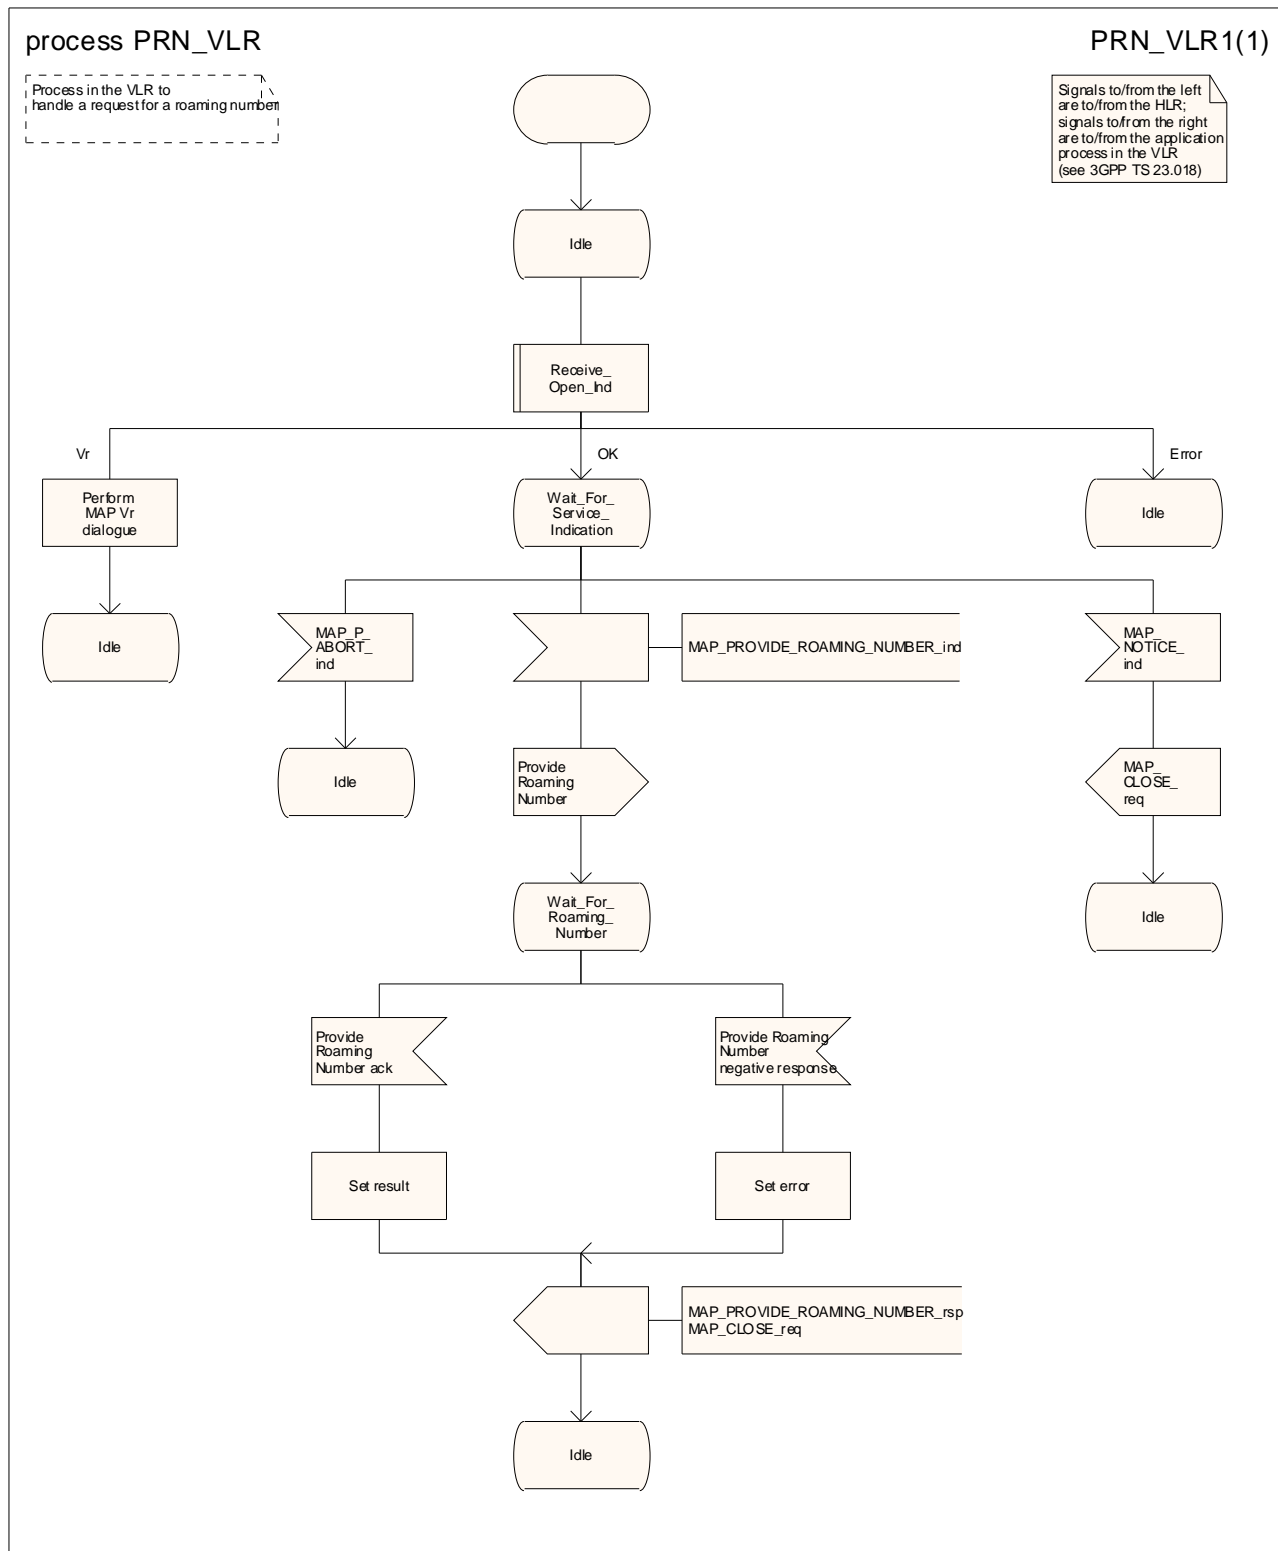 process PRN_VLR
PRN_VLR1(1)
Process in the VLR to
handle a request for a roaming number
Signals to/from the left
are to/from the HLR;
signals to/from the right
are to/from the application
process in the VLR
(see 3GPP TS 23.018)
Idle
Receive_
Open_Ind
Vr
OK
Error
Perform
MAP Vr
dialogue
Wait_For_
Service_
Indication
Idle
Idle
MAP_P_
ABORT_
ind
MAP_PROVIDE_ROAMING_NUMBER_ind
MAP_
NOTICE_
ind
Idle
Provide
Roaming
Number
MAP_
CLOSE_
req
Wait_For_
Roaming_
Number
Idle
Provide
Roaming
Number ack
Provide Roaming
Number
negative response
Set result
Set error
MAP_PROVIDE_ROAMING_NUMBER_rsp
MAP_CLOSE_req
Idle